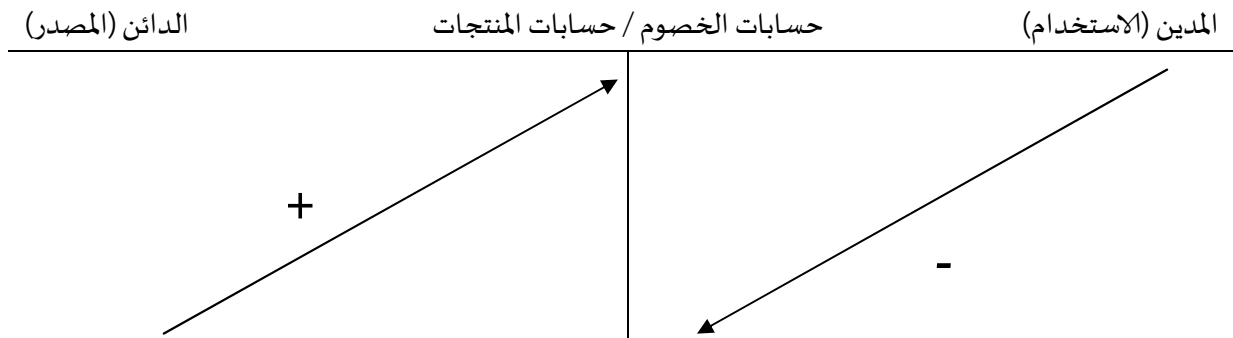 المدين (الاستخدام) حسابات الخصوم / حسابات المنتجات الدائن (المصدر)
+
-